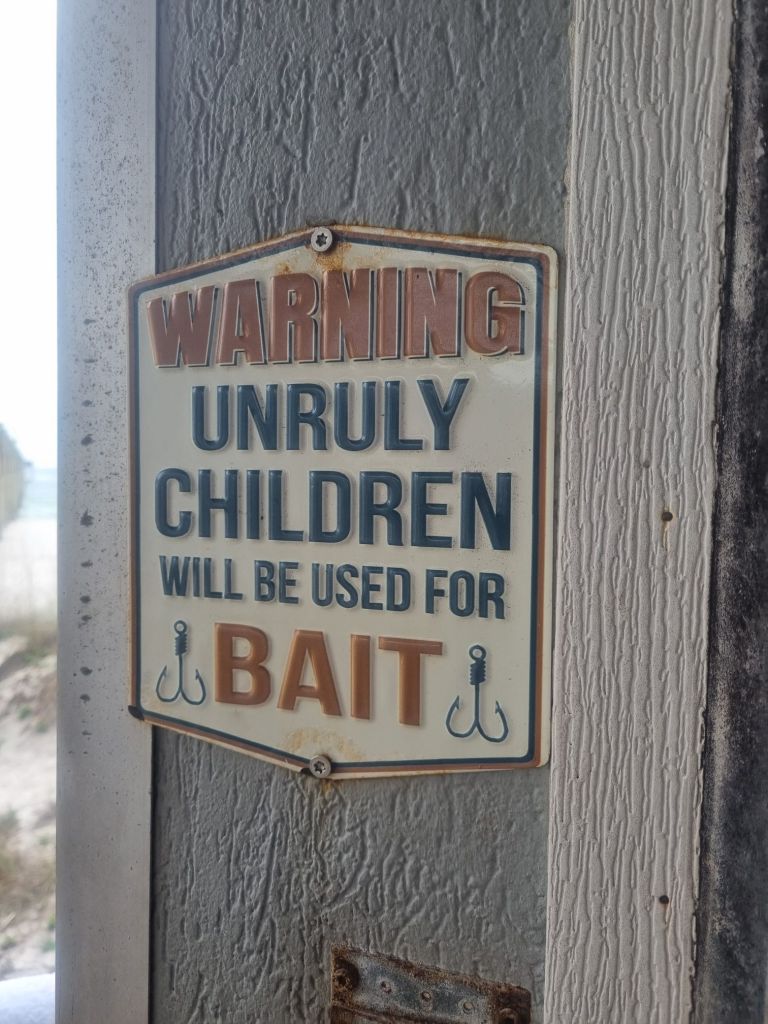 WARNING
UNRULY
CHILDREN
WILL BE USED FOR
BAIT